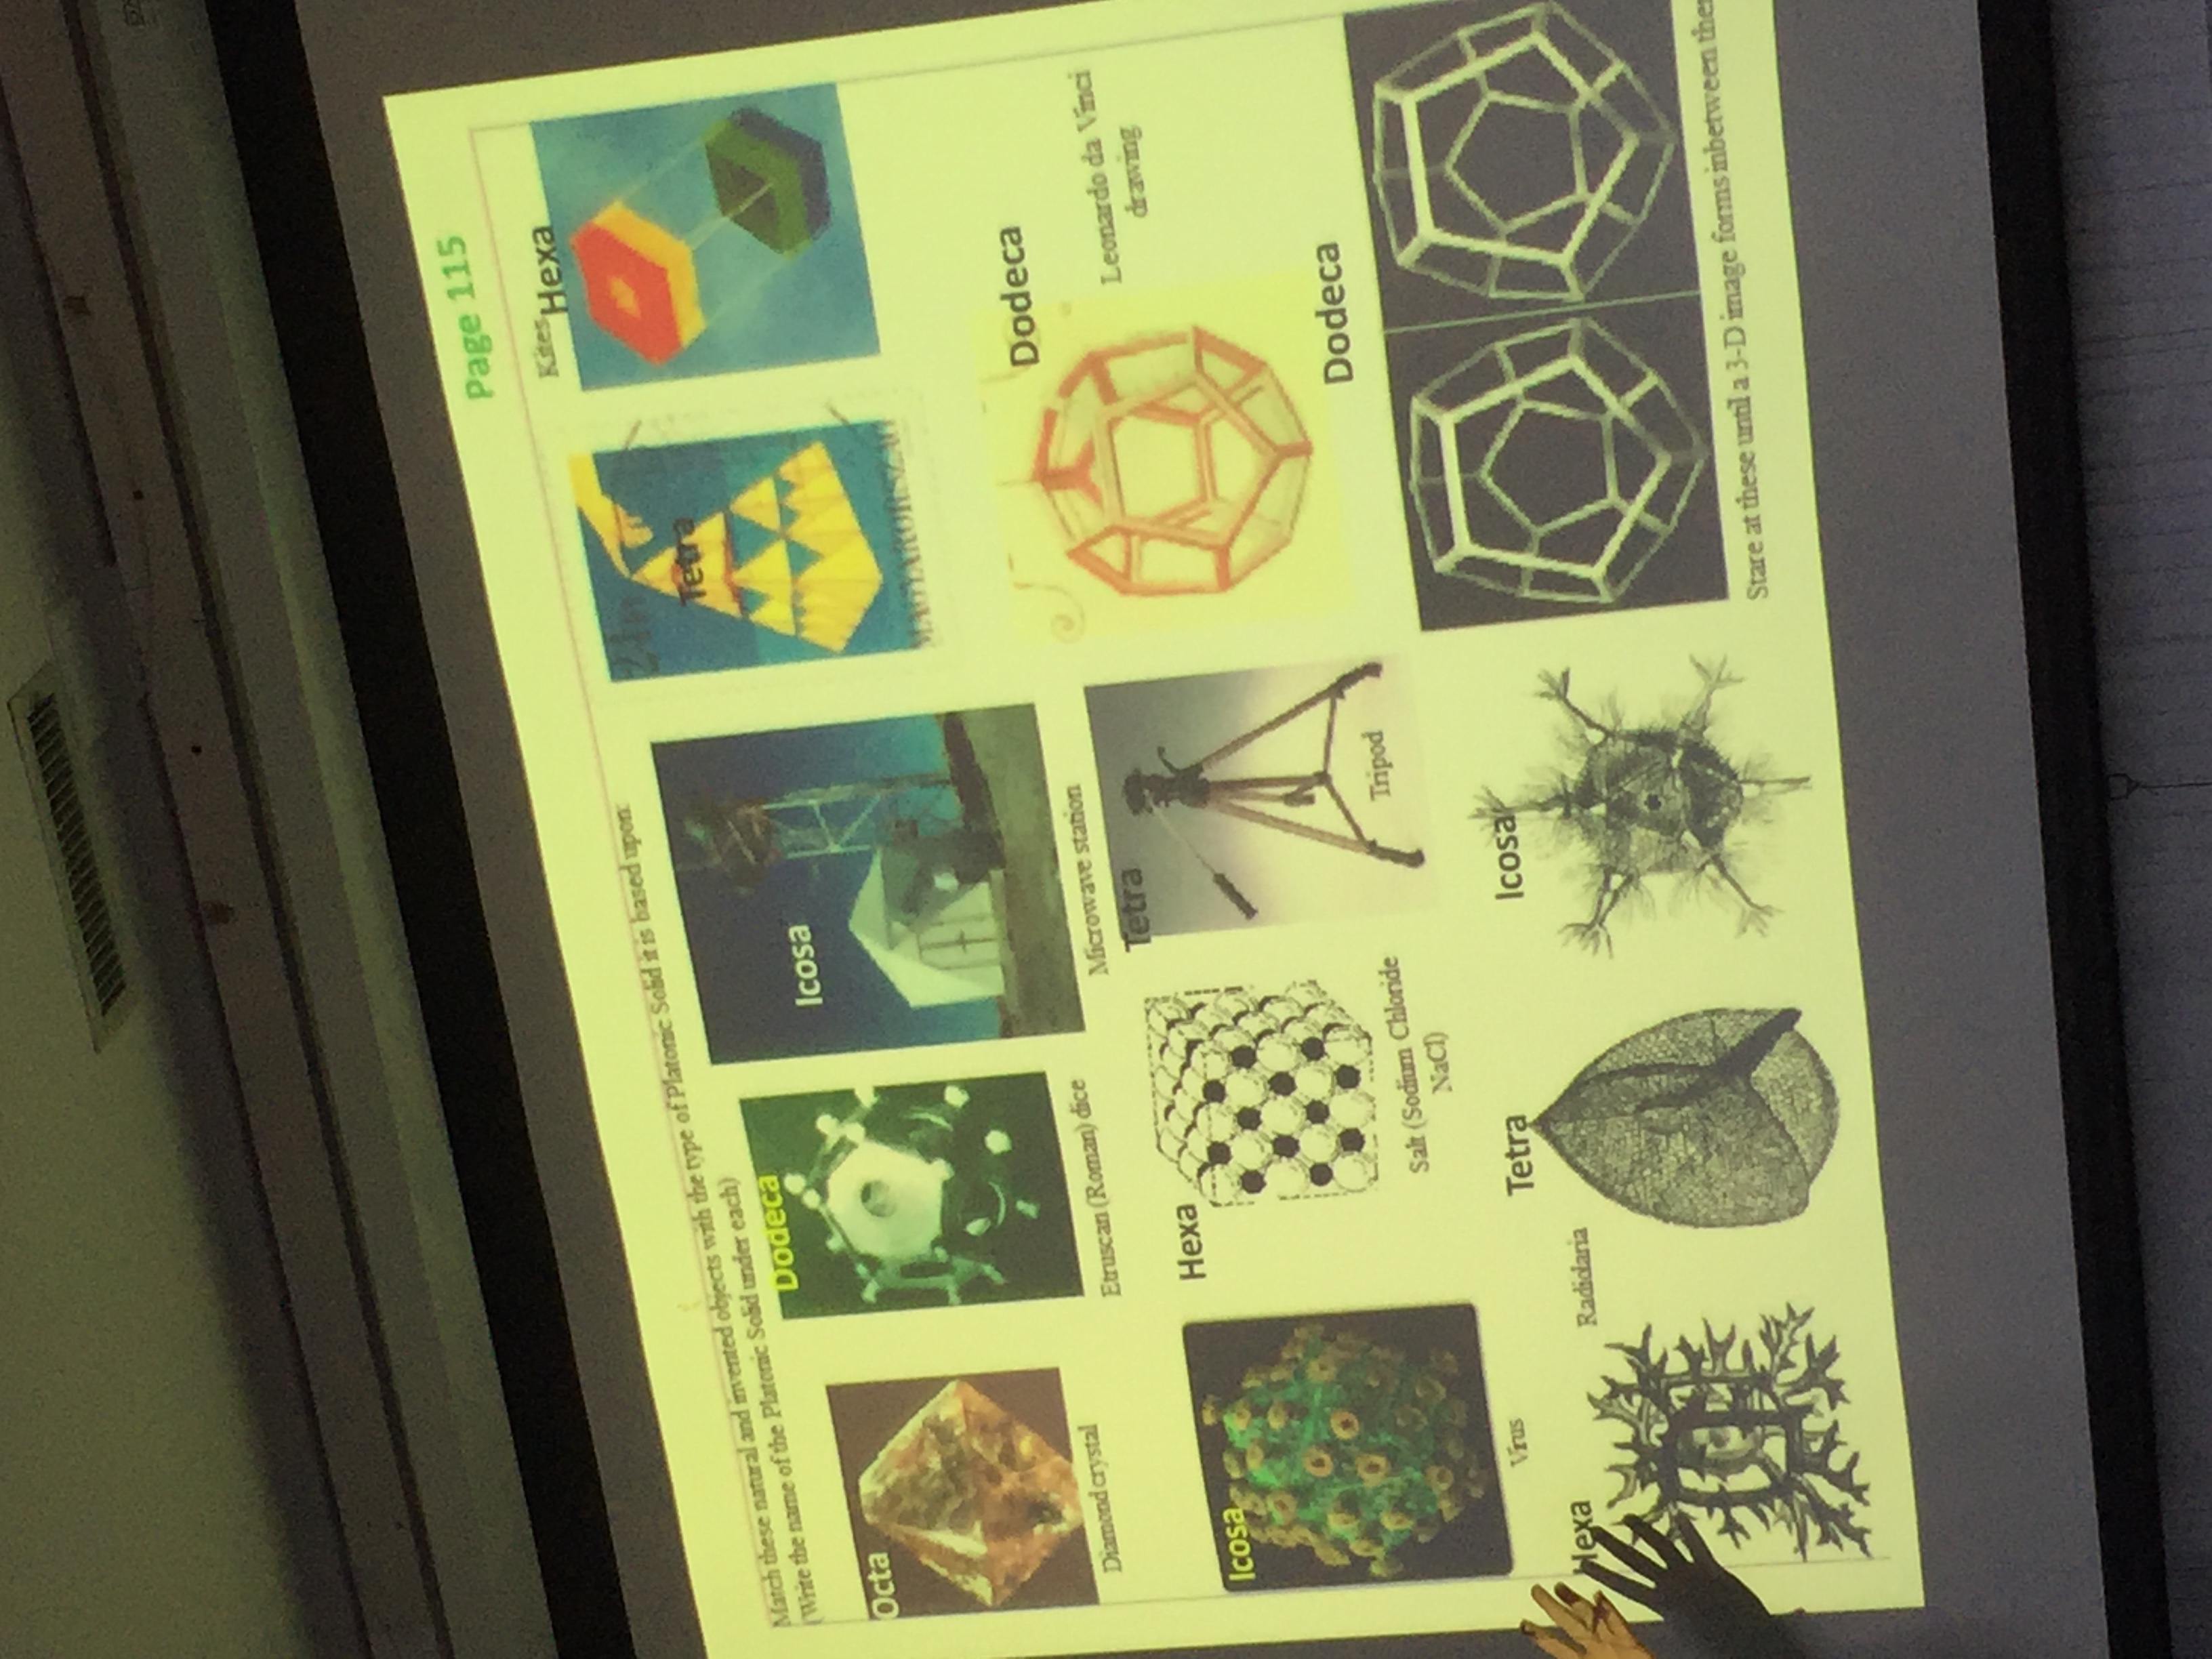 Page 115
Match these natural and invented objects with the type of Platonic Solid it is based upon:
(Write the name of the Platonic Solid under each)
Kites
Hexa
Tetra
MAGYARORSZÁG
Octa
Diamond crystal
Dodeca
Etruscan (Roman) dice
Icosa
Microwave station
Dodeca
Leonardo da Vinci
drawing
Icosa
Virus
Hexa
Salt (Sodium Chloride
NaCl)
Tetra
Tripod
Dodeca
Stare at these until a 3-D image forms inbetween
Hexa
Radiolaria
Tetra
Icosa